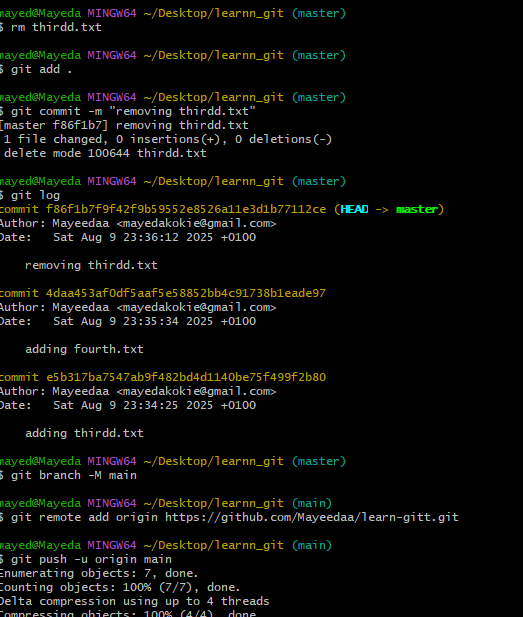 mayed@Mayeda MINGW64 ~/Desktop/learnn_git (master)
$ rm thirdd.txt
mayed@Mayeda MINGW64 ~/Desktop/learnn_git (master)
$ git add .
mayed@Mayeda MINGW64 ~/Desktop/learnn_git (master)
$ git commit -m "removing thirdd.txt"
[master f86f1b7] removing thirdd.txt
1 file changed, 0 insertions(+), 0 deletions(-)
delete mode 100644 thirdd.txt
mayed@Mayeda MINGW64 ~/Desktop/learnn_git (master)
$ git log
commit f86f1b7f9f42f9b59552e8526a11e3d1b77112ce (HEAD -> master)
Author: Mayeedaa <mayedakokie@gmail.com>
Date:   Sat Aug 9 23:36:12 2025 +0100
removing thirdd.txt
commit 4daa453af0df5aaf5e58852bb4c91738b1eade97
Author: Mayeedaa <mayedakokie@gmail.com>
Date:   Sat Aug 9 23:35:34 2025 +0100
adding fourth.txt
commit e5b317ba7547ab9f482bd4d1140be75f499f2b80
Author: Mayeedaa <mayedakokie@gmail.com>
Date:   Sat Aug 9 23:34:25 2025 +0100
adding thirdd.txt
mayed@Mayeda MINGW64 ~/Desktop/learnn_git (master)
$ git branch -M main
mayed@Mayeda MINGW64 ~/Desktop/learnn_git (main)
$ git remote add origin https://github.com/Mayeedaa/learn-gitt.git
mayed@Mayeda MINGW64 ~/Desktop/learnn_git (main)
$ git push -u origin main
Enumerating objects: 7, done.
Counting objects: 100% (7/7), done.
Delta compression using up to 4 threads
Compressing objects: 100% (4/4), done.